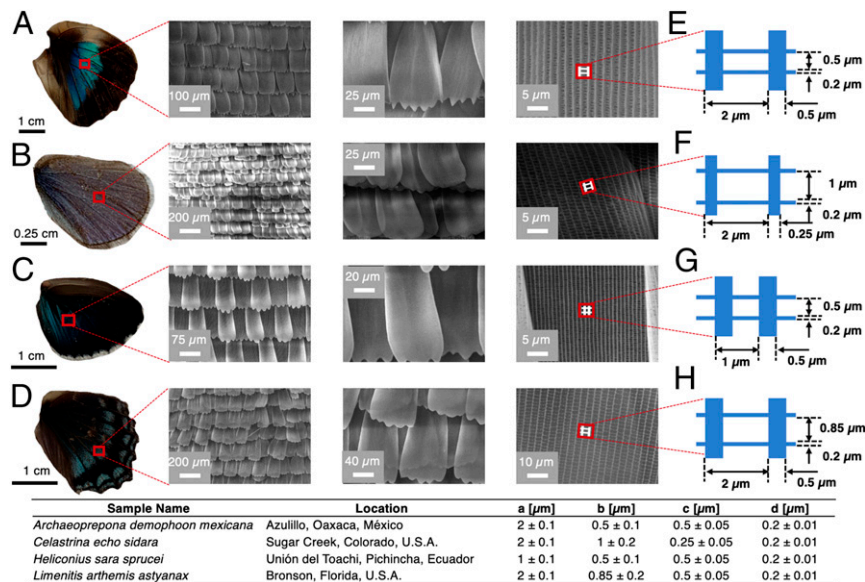 A
1 cm
100 µm
25 µm
5 µm
E
0.5 µm
0.2 µm
2 µm
0.5 µm
B
0.25 cm
200 µm
25 µm
5 µm
F
1 µm
0.2 µm
2 µm
0.25 µm
C
1 cm
75 µm
20 µm
5 µm
G
0.5 µm
0.2 µm
1 µm
0.5 µm
D
1 cm
200 µm
40 µm
10 µm
H
0.85 µm
0.2 µm
2 µm
0.5 µm
Sample Name Location a [µm] b [µm] c [µm] d [µm]
Archaeoprepona demophoon mexicana Azulillo, Oaxaca, México 2 ± 0.1 0.5 ± 0.1 0.5 ± 0.05 0.2 ± 0.01
Celastrina echo sidara Sugar Creek, Colorado, U.S.A. 2 ± 0.1 1 ± 0.2 0.25 ± 0.05 0.2 ± 0.01
Heliconius sara sprucei Unión del Toachi, Pichincha, Ecuador 1 ± 0.1 0.5 ± 0.1 0.5 ± 0.05 0.2 ± 0.01
Limenitis arthemis astyanax Bronson, Florida, U.S.A. 2 ± 0.1 0.85 ± 0.2 0.5 ± 0.05 0.2 ± 0.01